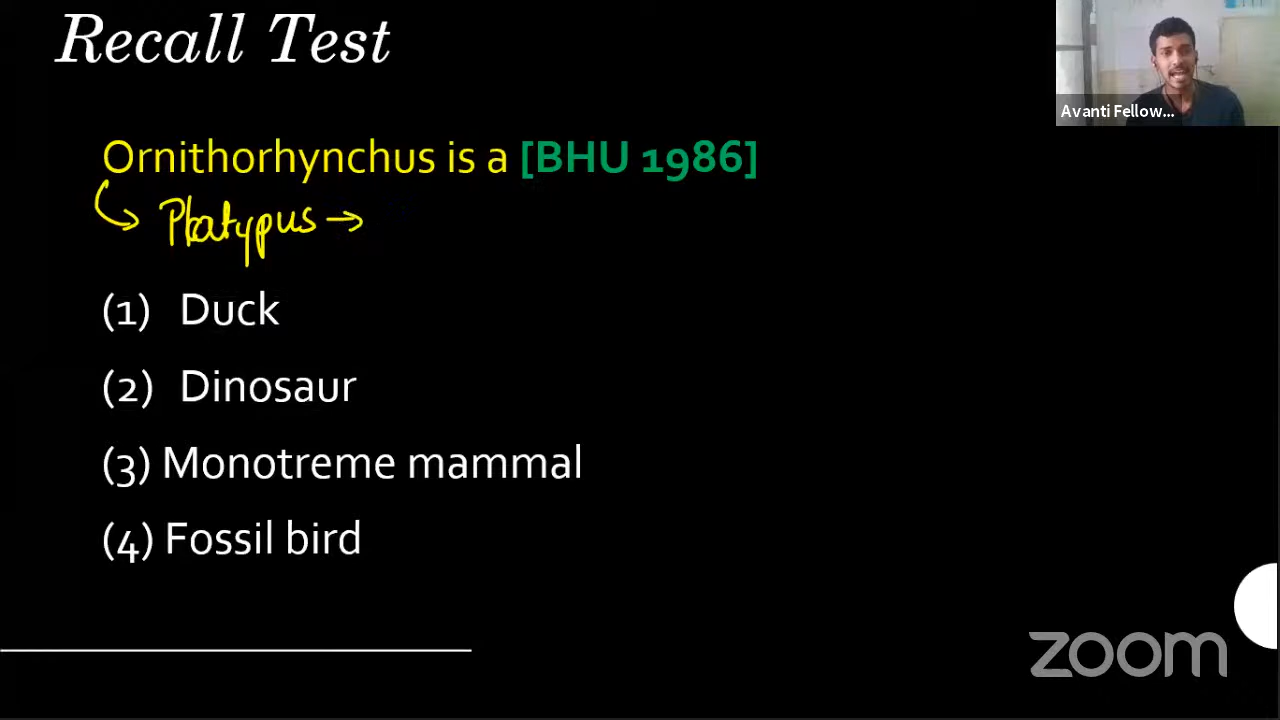 Recall Test
Avanti Fellow...
Ornithorhynchus is a [BHU 1986]
Platypus →
(1) Duck
(2) Dinosaur
(3) Monotreme mammal
(4) Fossil bird
zoom